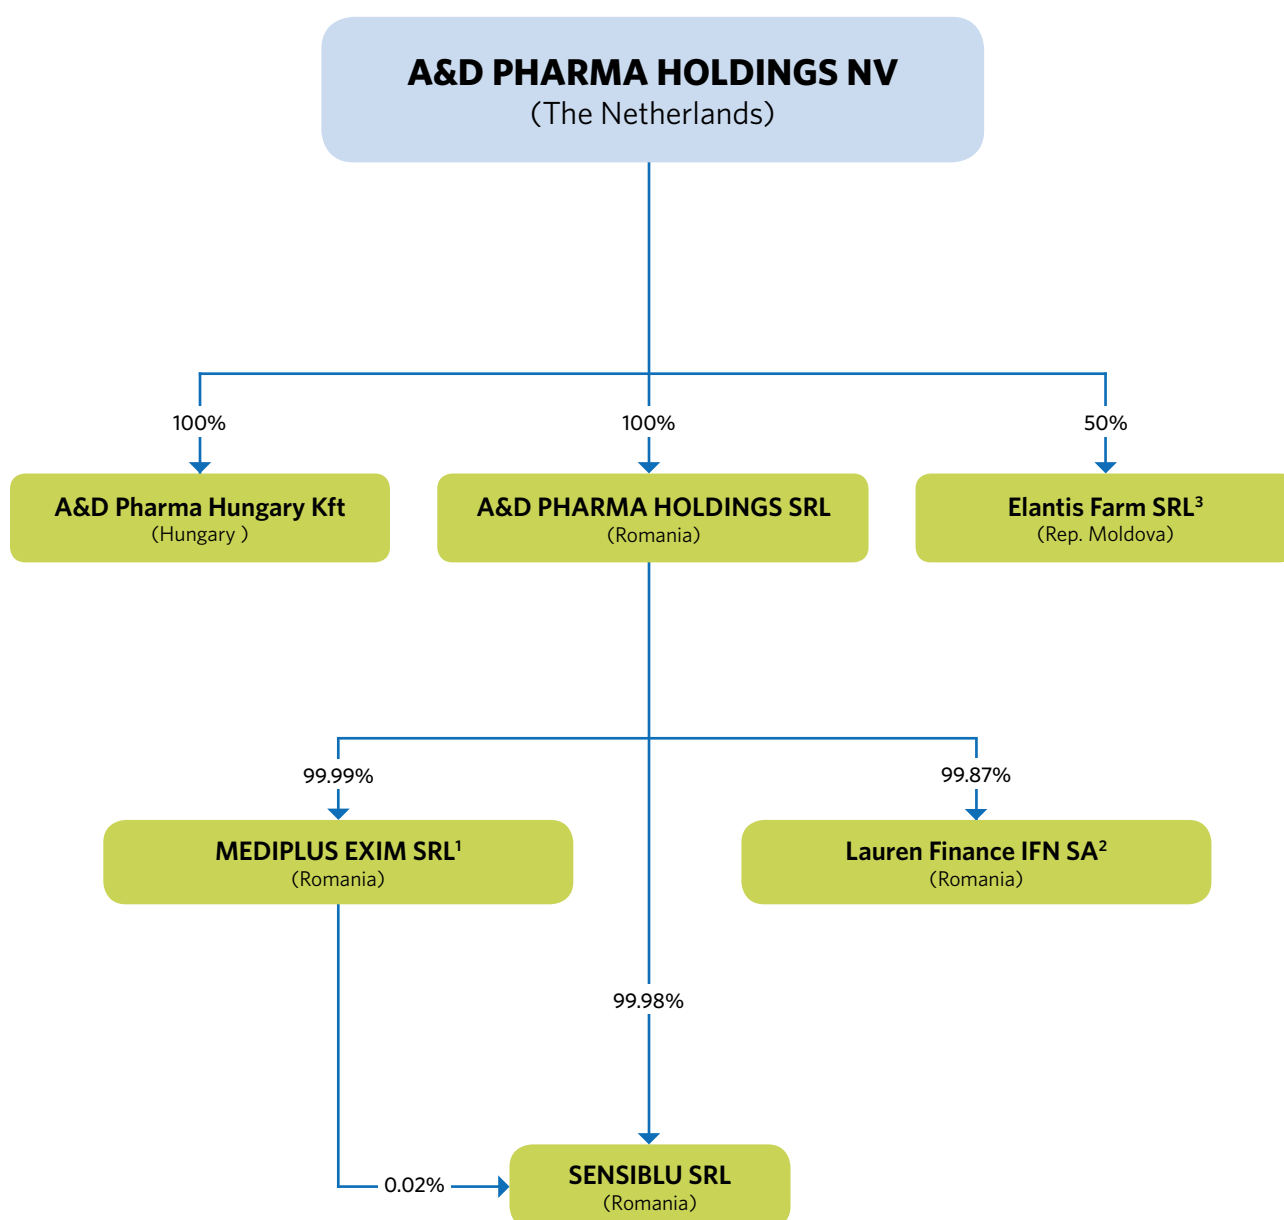 A&D PHARMA HOLDINGS NV
(The Netherlands)
100%
100%
50%
A&D Pharma Hungary Kft
(Hungary )
A&D PHARMA HOLDINGS SRL
(Romania)
Elantis Farm SRL³
(Rep. Moldova)
99.99%
99.87%
MEDIPLUS EXIM SRL¹
(Romania)
Lauren Finance IFN SA²
(Romania)
99.98%
0.02%
SENSIBLU SRL
(Romania)